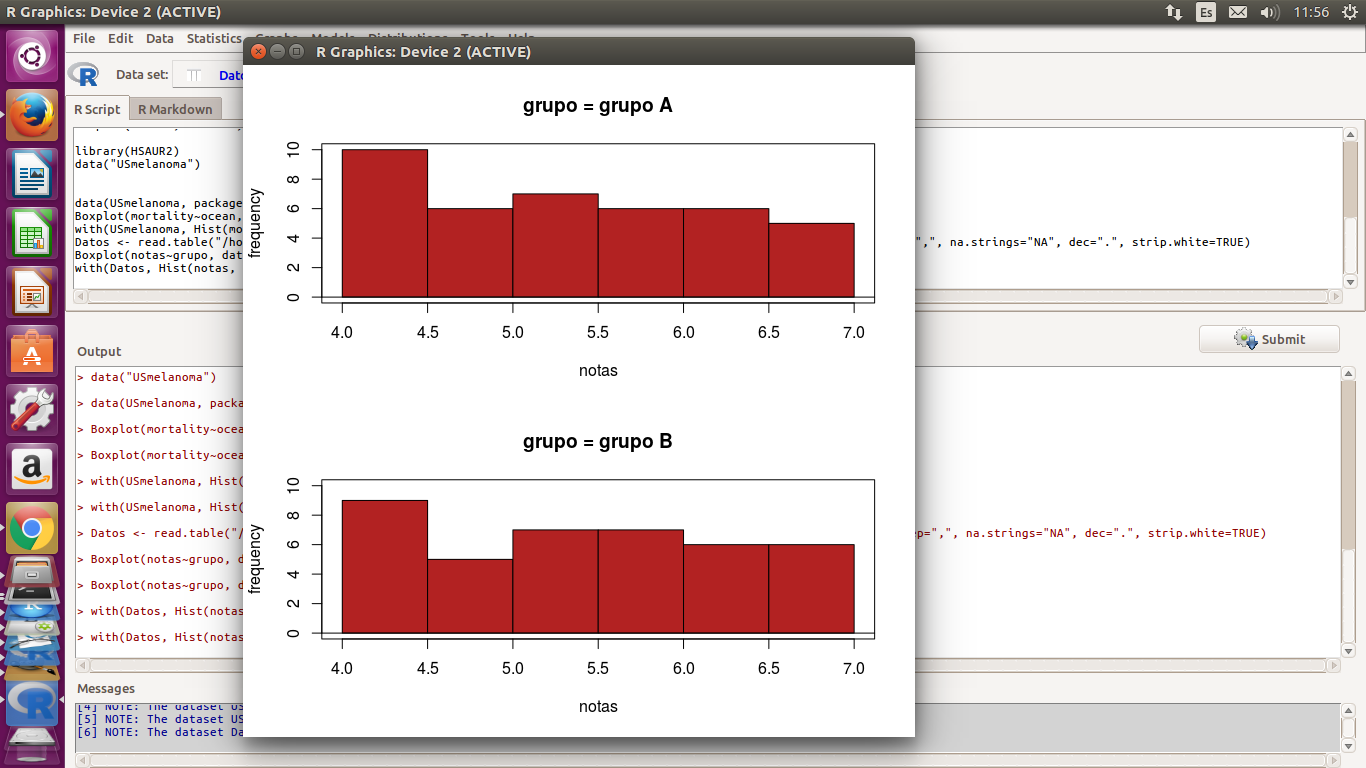 R Graphics: Device 2 (ACTIVE)
Es
11:56
File Edit Data Statistics Graphs Models Distributions Tools Help
R Graphics: Device 2 (ACTIVE)
Data set:
R Script R Markdown
library(HSAUR2)
data("USmelanoma")
data(USmelanoma, package
Boxplot(mortality~ocean,
with(USmelanoma, Hist(mo
Datos <- read.table("/ho ",", na.strings="NA", dec=".", strip.white=TRUE)
Boxplot(notas~grupo, dat
with(Datos, Hist(notas,
Submit
Output
> data("USmelanoma")
> data(USmelanoma, packa
> Boxplot(mortality~ocea
> Boxplot(mortality~ocea
> with(USmelanoma, Hist(
> with(USmelanoma, Hist(
> Datos <- read.table("/ ep=",", na.strings="NA", dec=".", strip.white=TRUE)
> Boxplot(notas~grupo, d
> Boxplot(notas~grupo, d
> with(Datos, Hist(notas
> with(Datos, Hist(notas
Messages
[4] NOTE: The dataset US
[5] NOTE: The dataset US
[6] NOTE: The dataset Da
grupo = grupo A
frequency
10
8
6
4
2
0
4.0 4.5 5.0 5.5 6.0 6.5 7.0
notas
grupo = grupo B
frequency
10
8
6
4
2
0
4.0 4.5 5.0 5.5 6.0 6.5 7.0
notas